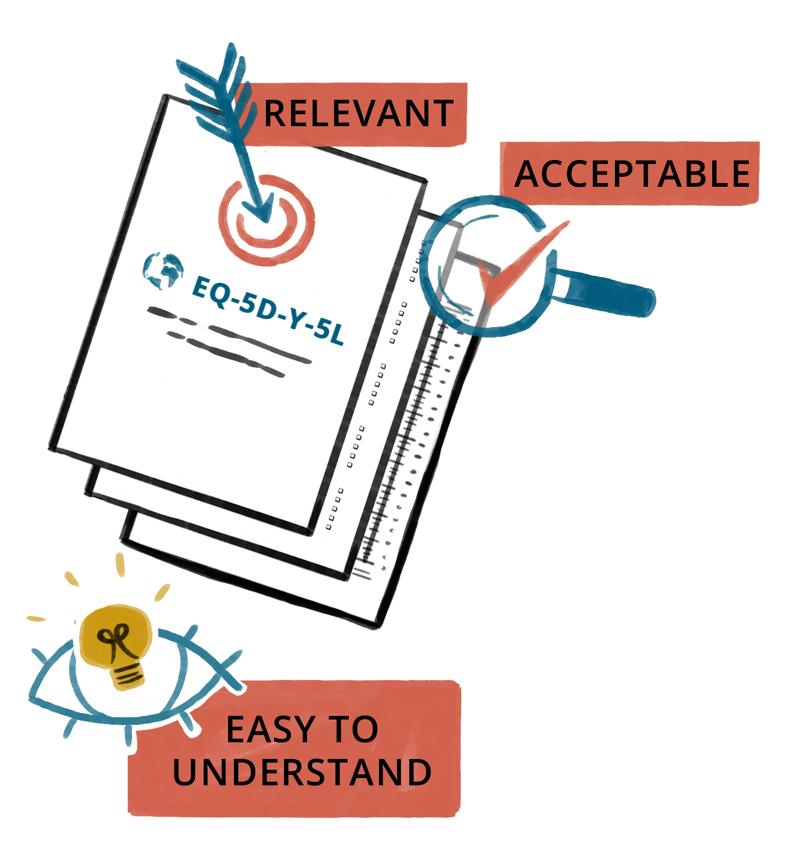 RELEVANT
ACCEPTABLE
EQ-5D-Y-5L
EASY TO
UNDERSTAND